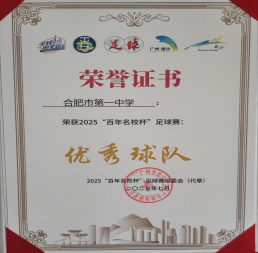 足球
荣誉证书
合肥市第一中学:
荣获2025“百年名校杯”足球赛:
优秀球队
2025“百年名校杯”足球赛组委会（代章）
二〇二五年七月